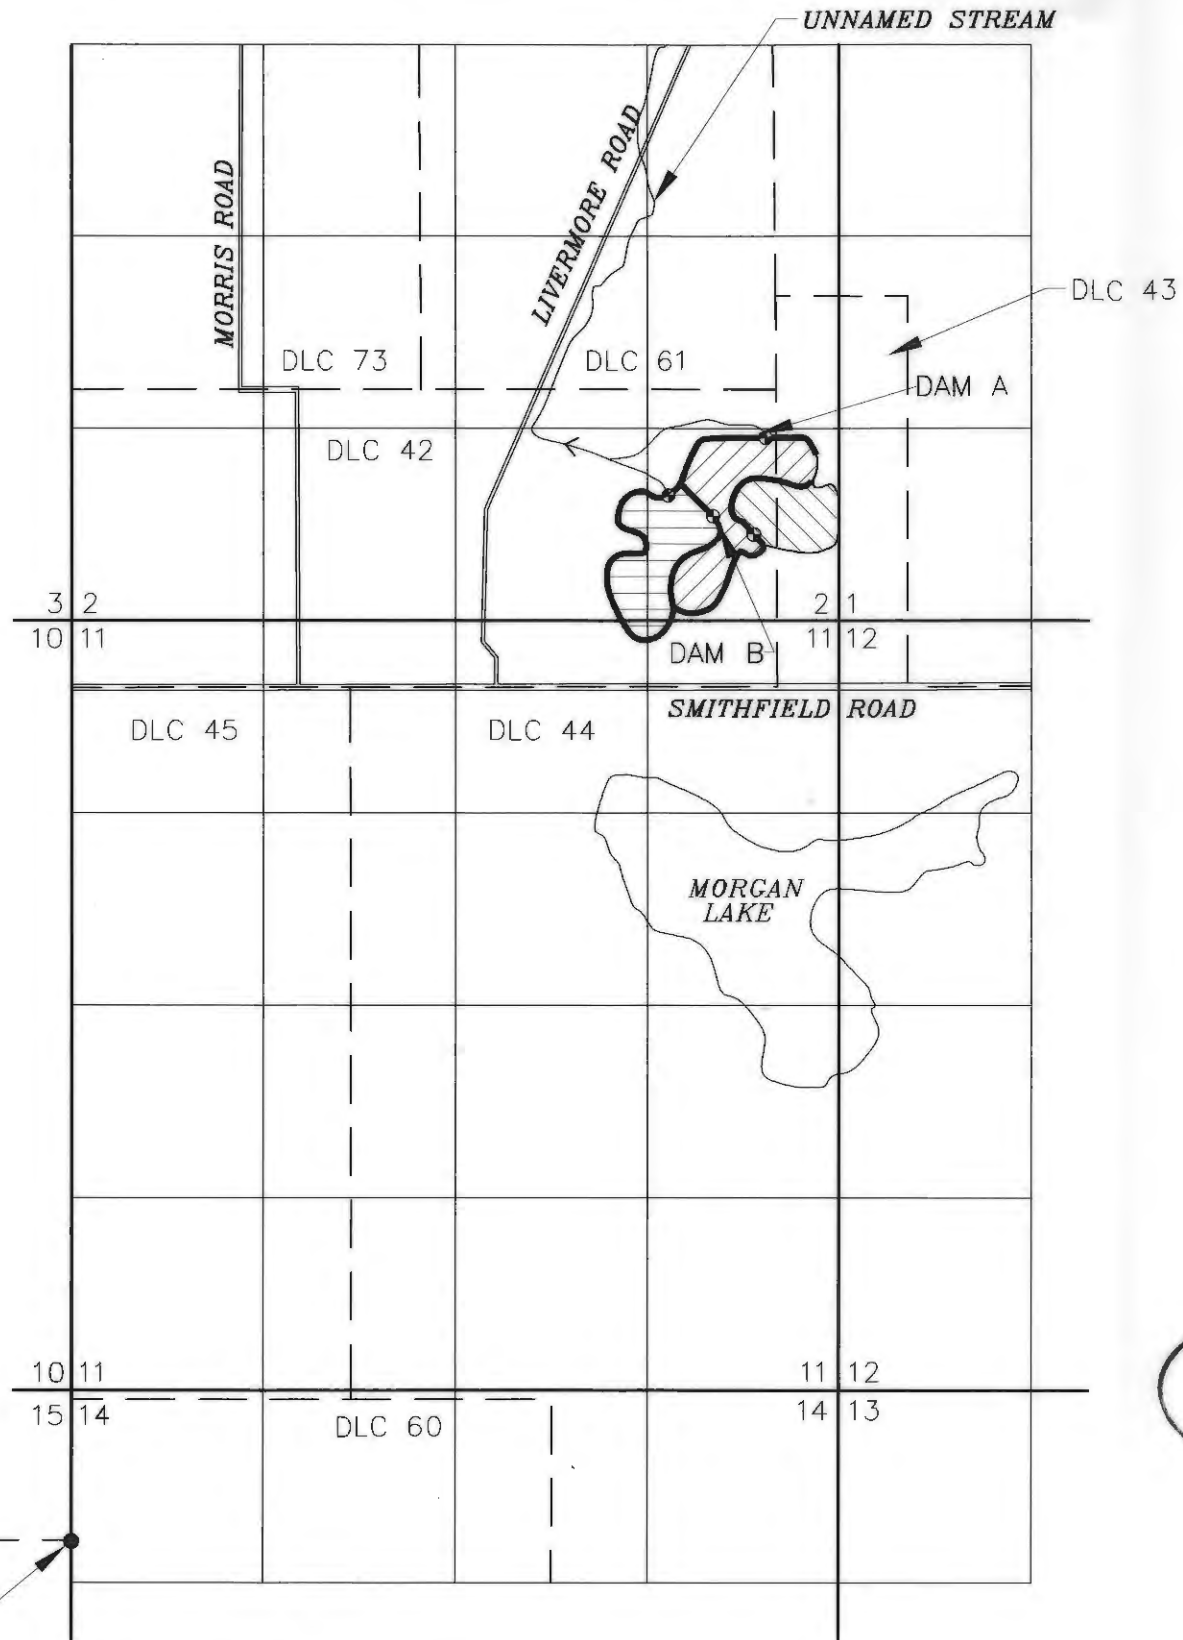 UNNAMED STREAM
MORRIS ROAD
LIVERMORE ROAD
DLC 43
DLC 73
DLC 61
DAM A
DLC 42
3 2
10 11
2 1
11 12
DAM B
SMITHFIELD ROAD
DLC 45
DLC 44
MORGAN
LAKE
10 11
15 14
11 12
14 13
DLC 60